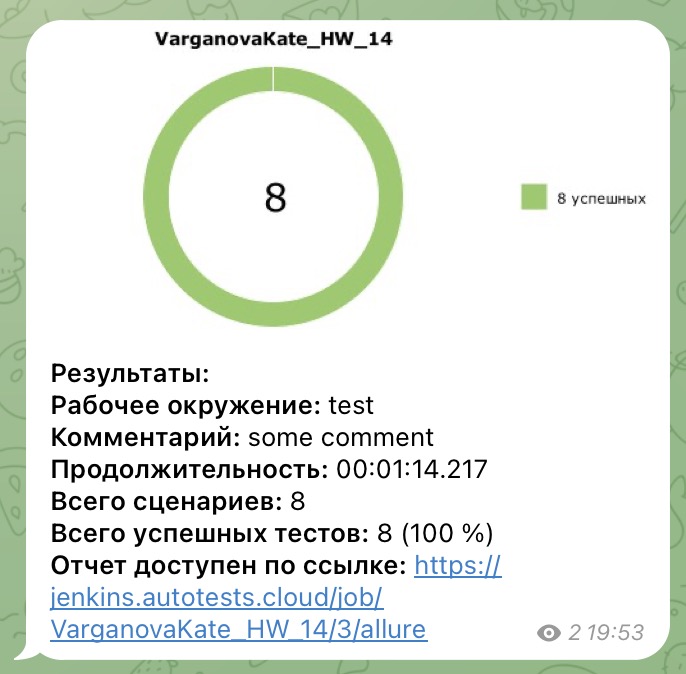 VarganovaKate_HW_14
8
8 успешных
Результаты:
Рабочее окружение: test
Комментарий: some comment
Продолжительность: 00:01:14.217
Всего сценариев: 8
Всего успешных тестов: 8 (100 %)
Отчет доступен по ссылке: https://
jenkins.autotests.cloud/job/
VarganovaKate_HW_14/3/allure
2 19:53